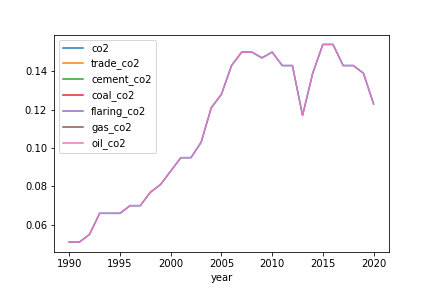 co2
trade_co2
cement_co2
coal_co2
flaring_co2
gas_co2
oil_co2
0.14
0.12
0.10
0.08
0.06
1990 1995 2000 2005 2010 2015 2020
year